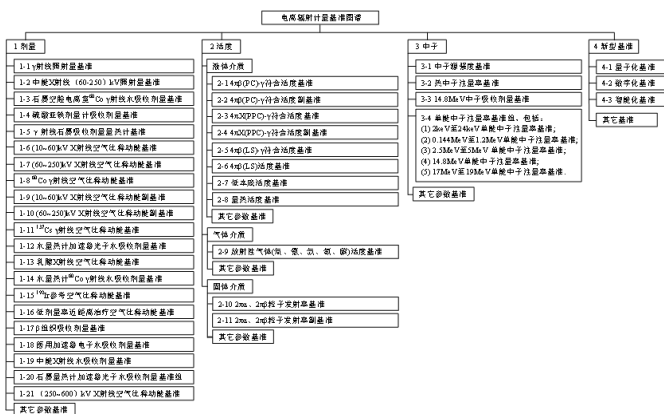 电离辐射计量基准图谱
1 剂量
1-1 γ射线照射量基准
1-2 中能X射线（60-250）kV照射量基准
1-3 石墨空腔电离室⁶⁰Co γ射线水吸收剂量基准
1-4 硫酸亚铁剂量计吸收剂量基准
1-5 γ 射线石墨吸收剂量量热计基准
1-6 (10~60)kV X射线空气比释动能基准
1-7 (60~250)kV X射线空气比释动能基准
1-8 ⁶⁰Co γ射线空气比释动能基准
1-9 (10~60)kV X射线空气比释动能副基准
1-10 (60~250)kV X射线空气比释动能副基准
1-11 ¹³⁷Cs γ射线空气比释动能基准
1-12 水量热计加速器光子水吸收剂量基准
1-13 乳腺X射线空气比释动能基准
1-14 水量热计⁶⁰Co γ射线水吸收剂量基准
1-15 ¹⁹²Ir参考空气比释动能基准
1-16 低剂量率近距离治疗空气比释动能基准
1-17 β组织吸收剂量基准
1-18 医用加速器电子水吸收剂量基准
1-19 中能X射线水吸收剂量基准
1-20 石墨量热计加速器光子水吸收剂量基准组
1-21 （250~600）kV X射线空气比释动能基准
其它参数基准
2 活度
液体介质
2-1 4πβ(PC)-γ符合活度基准
2-2 4πβ(PC)-γ符合活度副基准
2-3 4πX(PPC)-γ符合活度基准
2-4 4πX(PPC)-γ符合活度副基准
2-5 4πβ(LS)-γ符合活度基准
2-6 4πβ(LS)活度基准
2-7 低本底活度基准
2-8 量热活度基准
其它参数基准
气体介质
2-9 放射性气体(氙、氪、氡、氩、碳)活度基准
其它参数基准
固体介质
2-10 2πα、2πβ粒子发射率基准
2-11 2πα、2πβ粒子发射率副基准
其它参数基准
3 中子
3-1 中子源强度基准
3-2 热中子注量率基准
3-3 14.8MeV中子吸收剂量基准
3-4 单能中子注量率基准组，包括：
(1) 2keV至24keV单能中子注量率基准；
(2) 0.144MeV至1.2MeV单能中子注量率基准；
(3) 2.5MeV至5MeV 单能中子注量率基准；
(4) 14.8MeV单能中子注量率基准；
(5) 17MeV至19MeV单能中子注量率基准.
其它参数基准
4 新型基准
4-1 量子化基准
4-2 数字化基准
4-3 智能化基准
其它基准